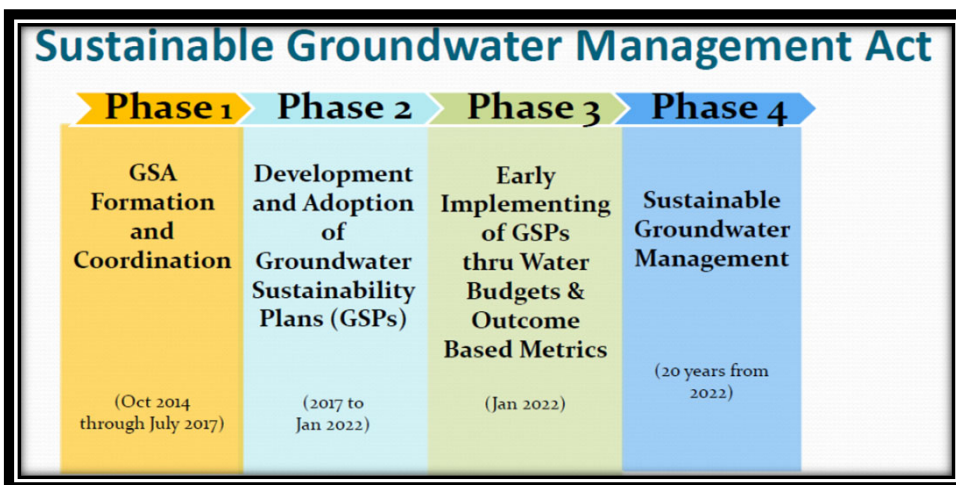 Sustainable Groundwater Management Act
Phase 1
Phase 2
Phase 3
Phase 4
GSA
Formation
and
Coordination
(Oct 2014
through July 2017)
Development
and Adoption
of
Groundwater
Sustainability
Plans (GSPs)
(2017 to
Jan 2022)
Early
Implementing
of GSPs
thru Water
Budgets &
Outcome
Based Metrics
(Jan 2022)
Sustainable
Groundwater
Management
(20 years from
2022)